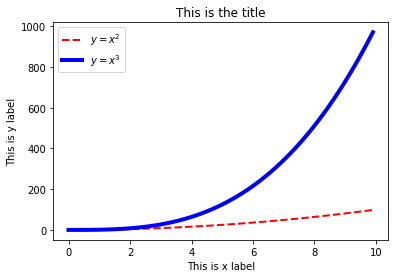 This is the title
y = x²
y = x³
1000
800
600
400
200
0
This is y label
0 2 4 6 8 10
This is x label